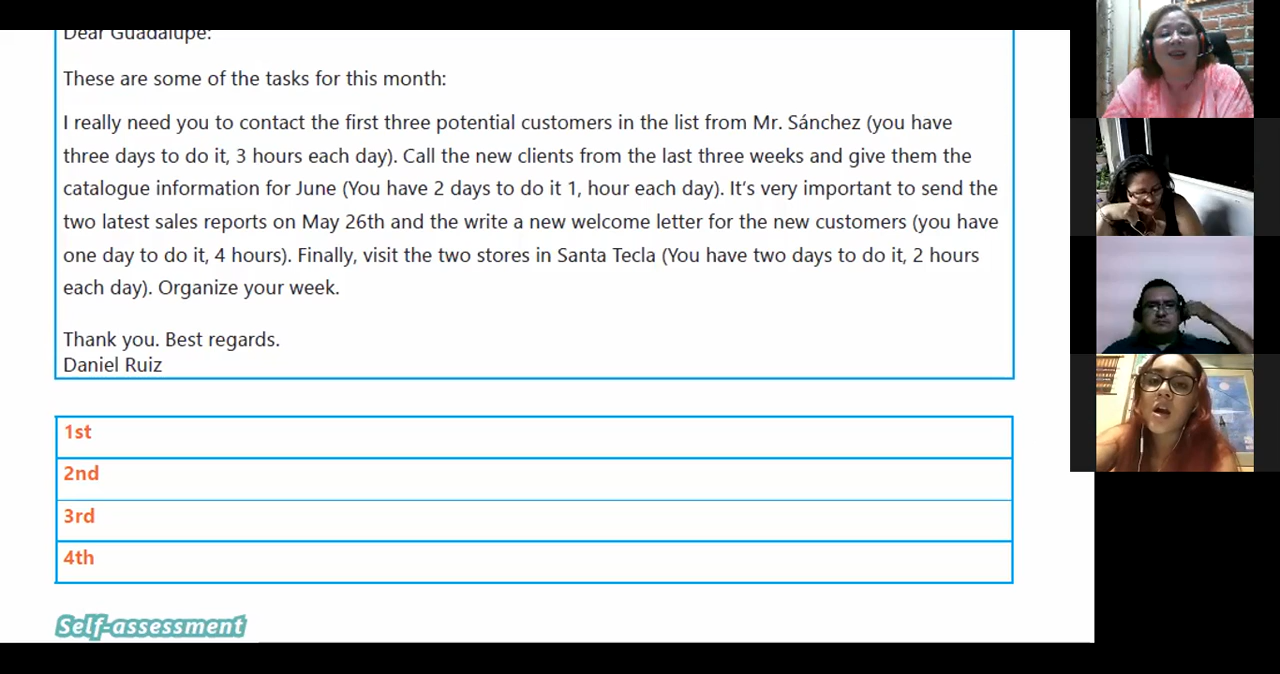 Dear Guadalupe:
These are some of the tasks for this month:
I really need you to contact the first three potential customers in the list from Mr. Sánchez (you have
three days to do it, 3 hours each day). Call the new clients from the last three weeks and give them the
catalogue information for June (You have 2 days to do it 1, hour each day). It's very important to send the
two latest sales reports on May 26th and the write a new welcome letter for the new customers (you have
one day to do it, 4 hours). Finally, visit the two stores in Santa Tecla (You have two days to do it, 2 hours
each day). Organize your week.
Thank you. Best regards.
Daniel Ruiz
1st
2nd
3rd
4th
Self-assessment